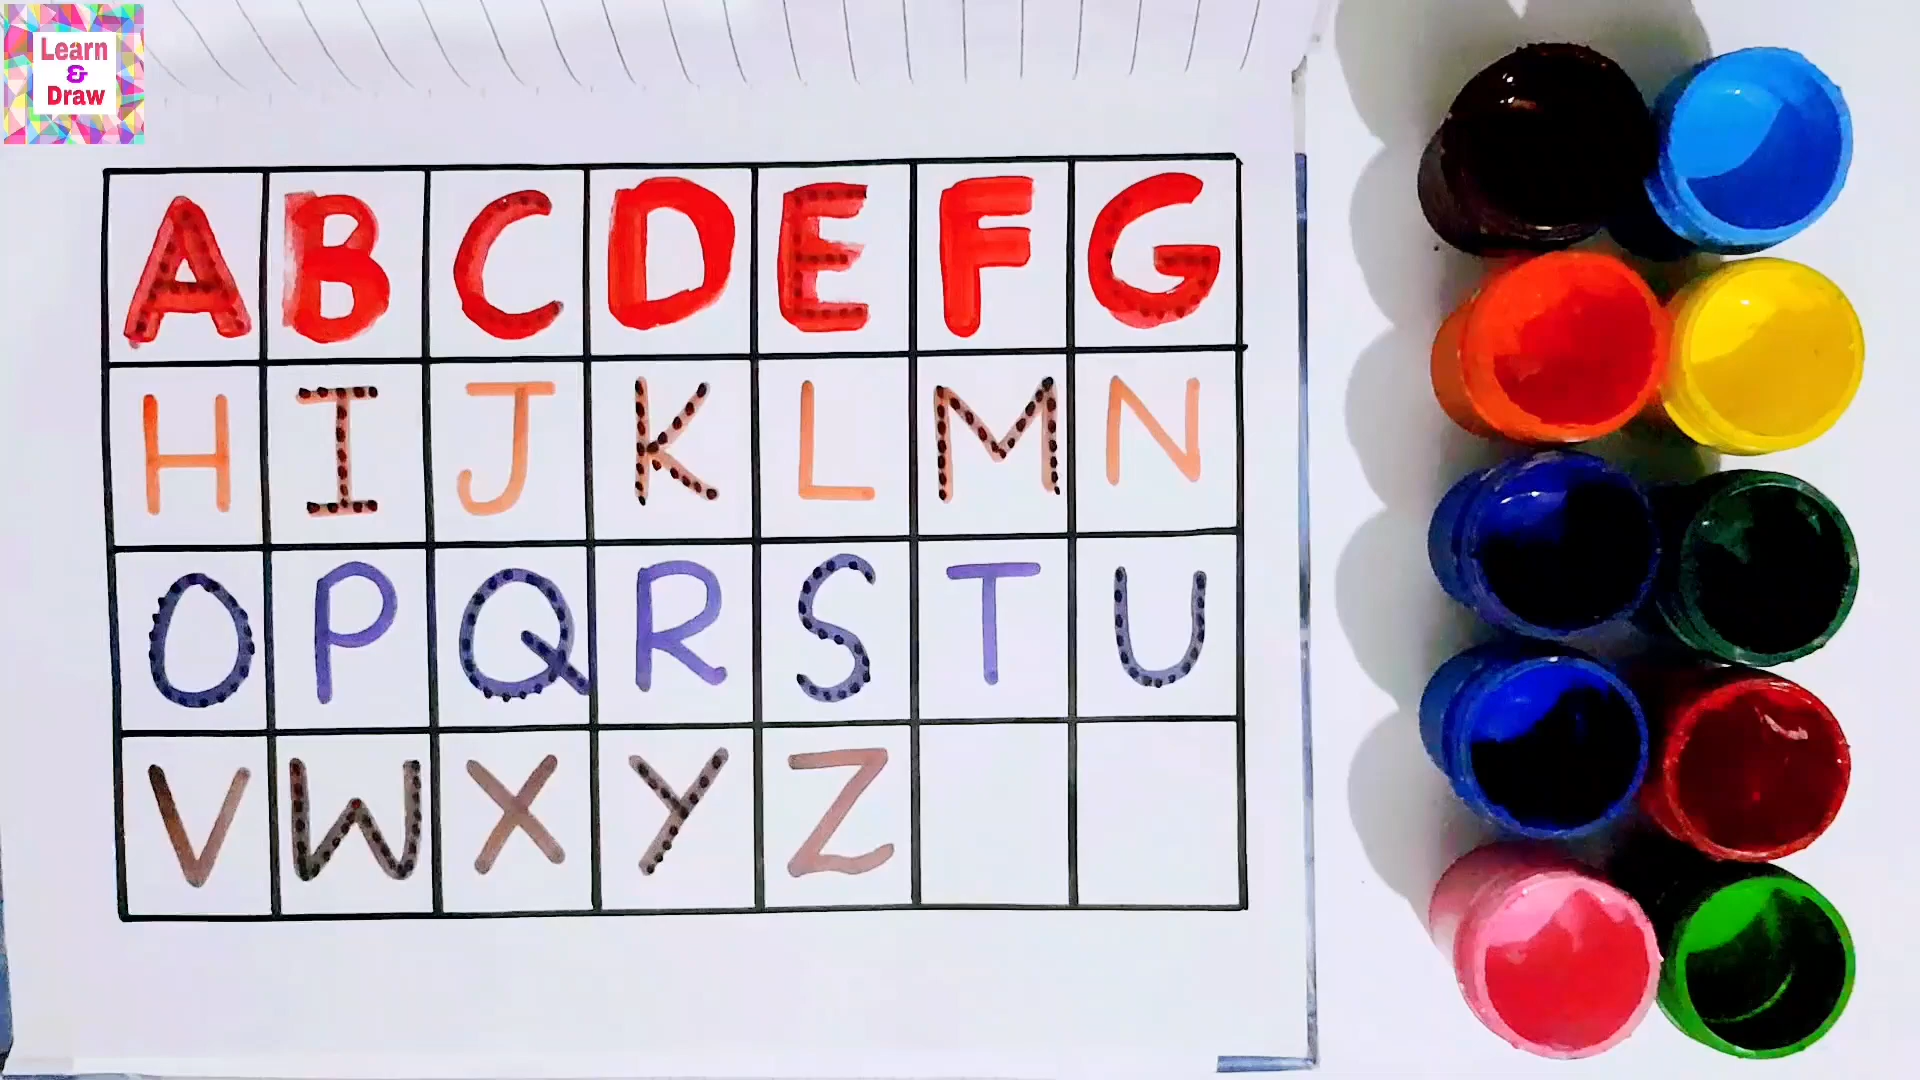 Learn
&
Draw
A B C D E F G
H I J K L M N
O P Q R S T U
V W X Y Z